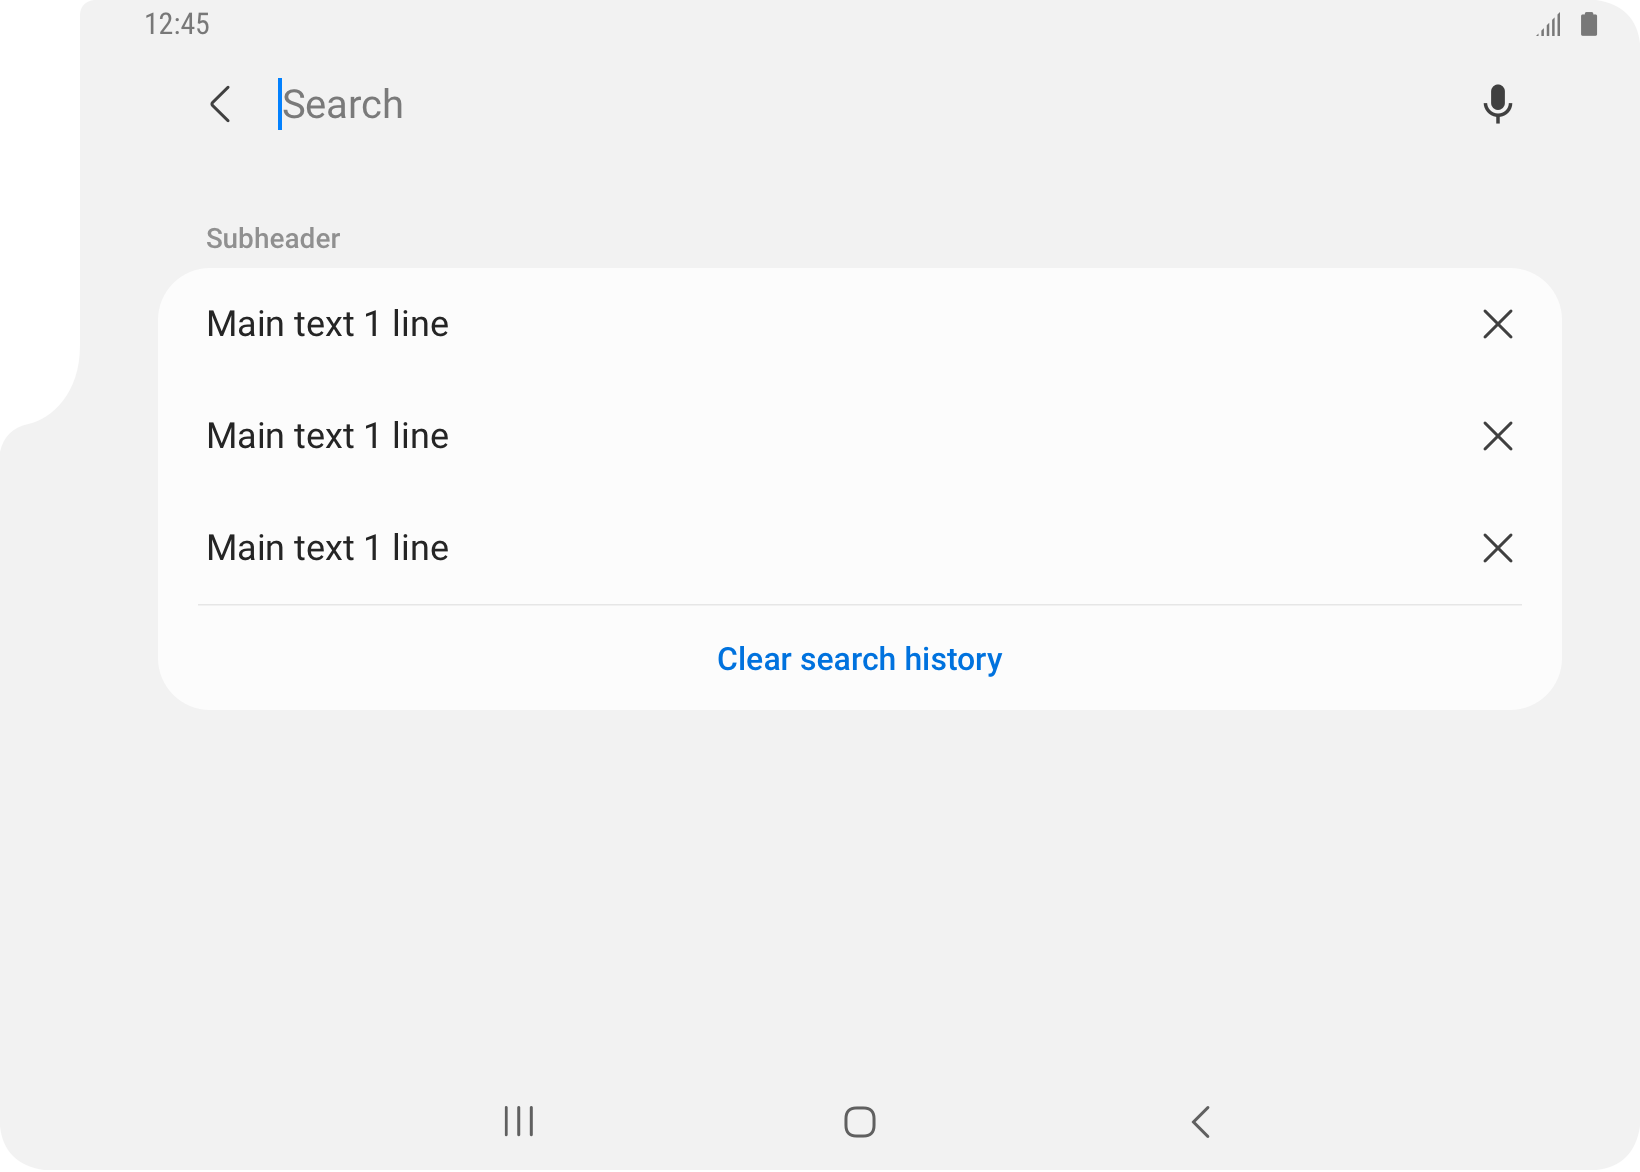 12:45
Search
Subheader
Main text 1 line
Main text 1 line
Main text 1 line
Clear search history